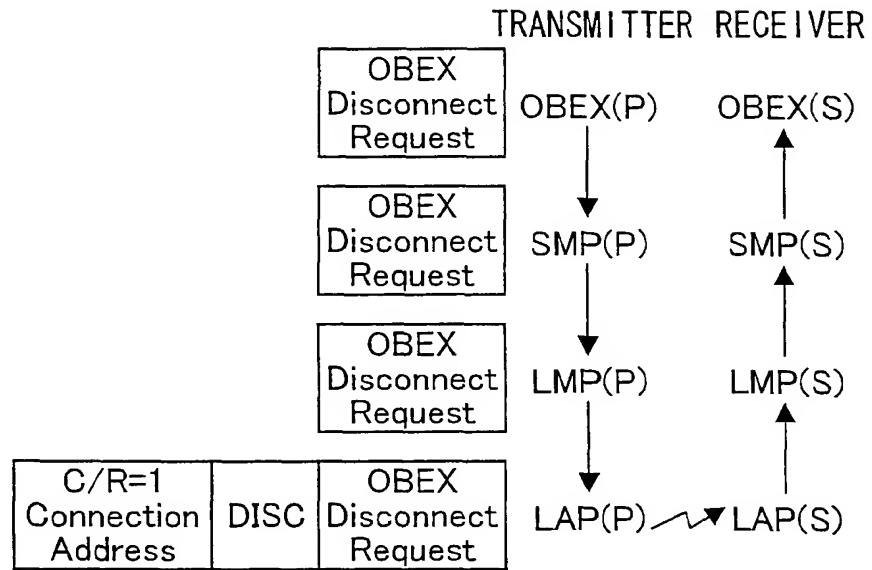 TRANSMITTER RECEIVER
OBEX
Disconnect
Request
OBEX(P)
OBEX(S)
OBEX
Disconnect
Request
SMP(P)
SMP(S)
OBEX
Disconnect
Request
LMP(P)
LMP(S)
C/R=1
Connection
Address
DISC
OBEX
Disconnect
Request
LAP(P)
LAP(S)